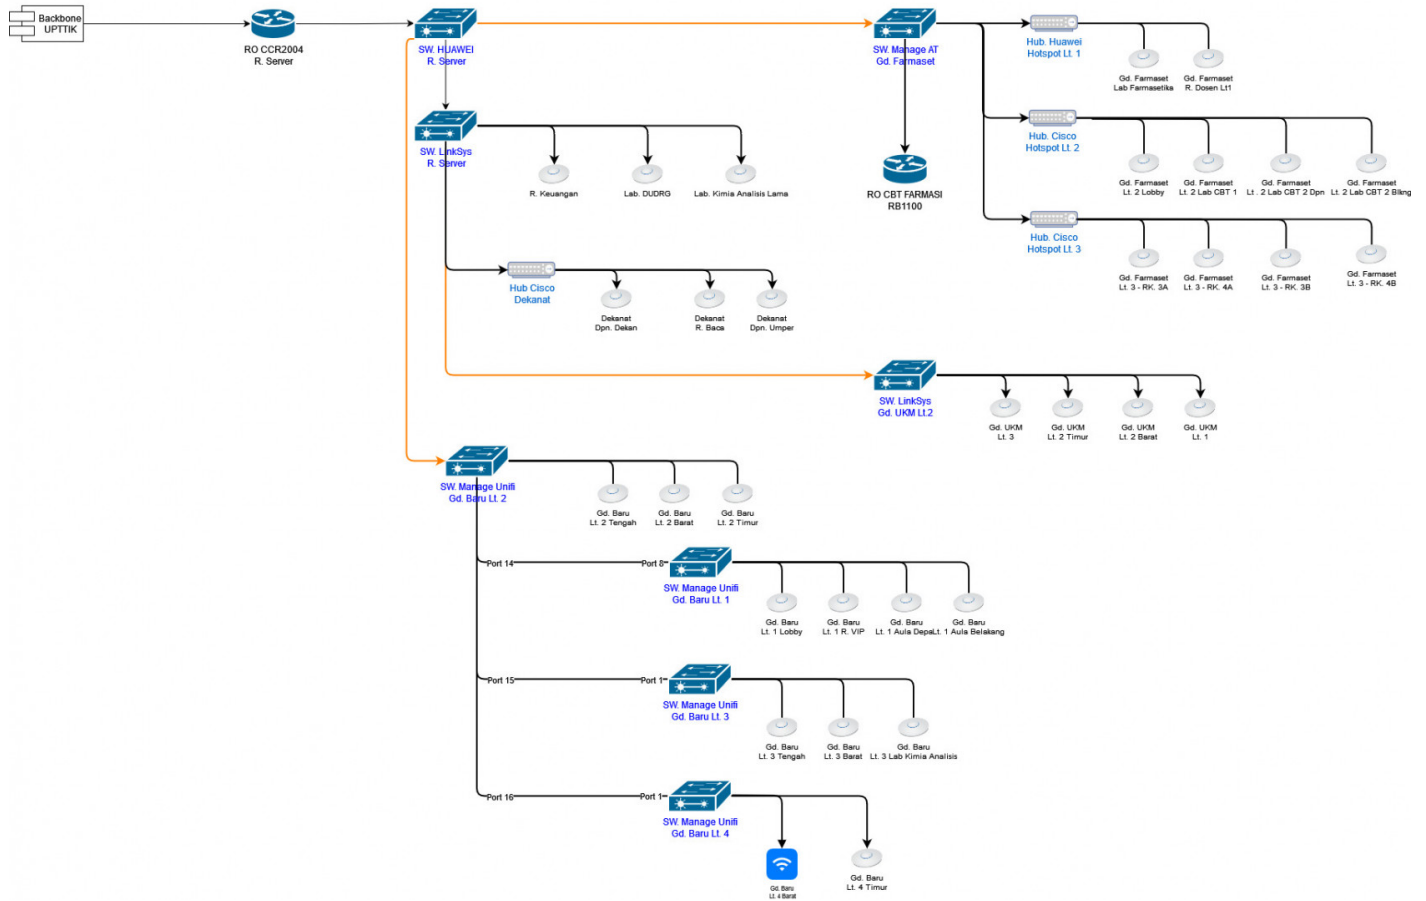 Backbone
UPTTIK
RO CCR2004
R. Server
SW. HUAWEI
R. Server
SW. Manage AT
Gd. Farmaset
Hub. Huawei
Hotspot Lt. 1
Gd. Farmaset
Lab Farmasetika
Gd. Farmaset
R. Dosen Lt1
SW. LinkSys
R. Server
R. Keuangan
Lab. DUDRG
Lab. Kimia Analisis Lama
RO CBT FARMASI
RB1100
Hub. Cisco
Hotspot Lt. 2
Gd. Farmaset
Lt. 2 Lobby
Gd. Farmaset
Lt. 2 Lab CBT 1
Gd. Farmaset
Lt . 2 Lab CBT 2 Dpn
Gd. Farmaset
Lt. 2 Lab CBT 2 Blkng
Hub. Cisco
Hotspot Lt. 3
Gd. Farmaset
Lt. 3 - RK. 3A
Gd. Farmaset
Lt. 3 - RK. 4A
Gd. Farmaset
Lt. 3 - RK. 3B
Gd. Farmaset
Lt. 3 - RK. 4B
Hub Cisco
Dekanat
Dekanat
Dpn. Dekan
Dekanat
R. Baca
Dekanat
Dpn. Umper
SW. LinkSys
Gd. UKM Lt.2
Gd. UKM
Lt. 3
Gd. UKM
Lt. 2 Timur
Gd. UKM
Lt. 2 Barat
Gd. UKM
Lt. 1
SW. Manage Unifi
Gd. Baru Lt. 2
Gd. Baru
Lt. 2 Tengah
Gd. Baru
Lt. 2 Barat
Gd. Baru
Lt. 2 Timur
Port 14
Port 8
SW. Manage Unifi
Gd. Baru Lt. 1
Gd. Baru
Lt. 1 Lobby
Gd. Baru
Lt. 1 R. VIP
Gd. Baru
Lt. 1 Aula Depa
Gd. Baru
Lt. 1 Aula Belakang
Port 15
Port 1
SW. Manage Unifi
Gd. Baru Lt. 3
Gd. Baru
Lt. 3 Tengah
Gd. Baru
Lt. 3 Barat
Gd. Baru
Lt. 3 Lab Kimia Analisis
Port 16
Port 1
SW. Manage Unifi
Gd. Baru Lt. 4
Gd. Baru
Lt. 4 Barat
Gd. Baru
Lt. 4 Timur